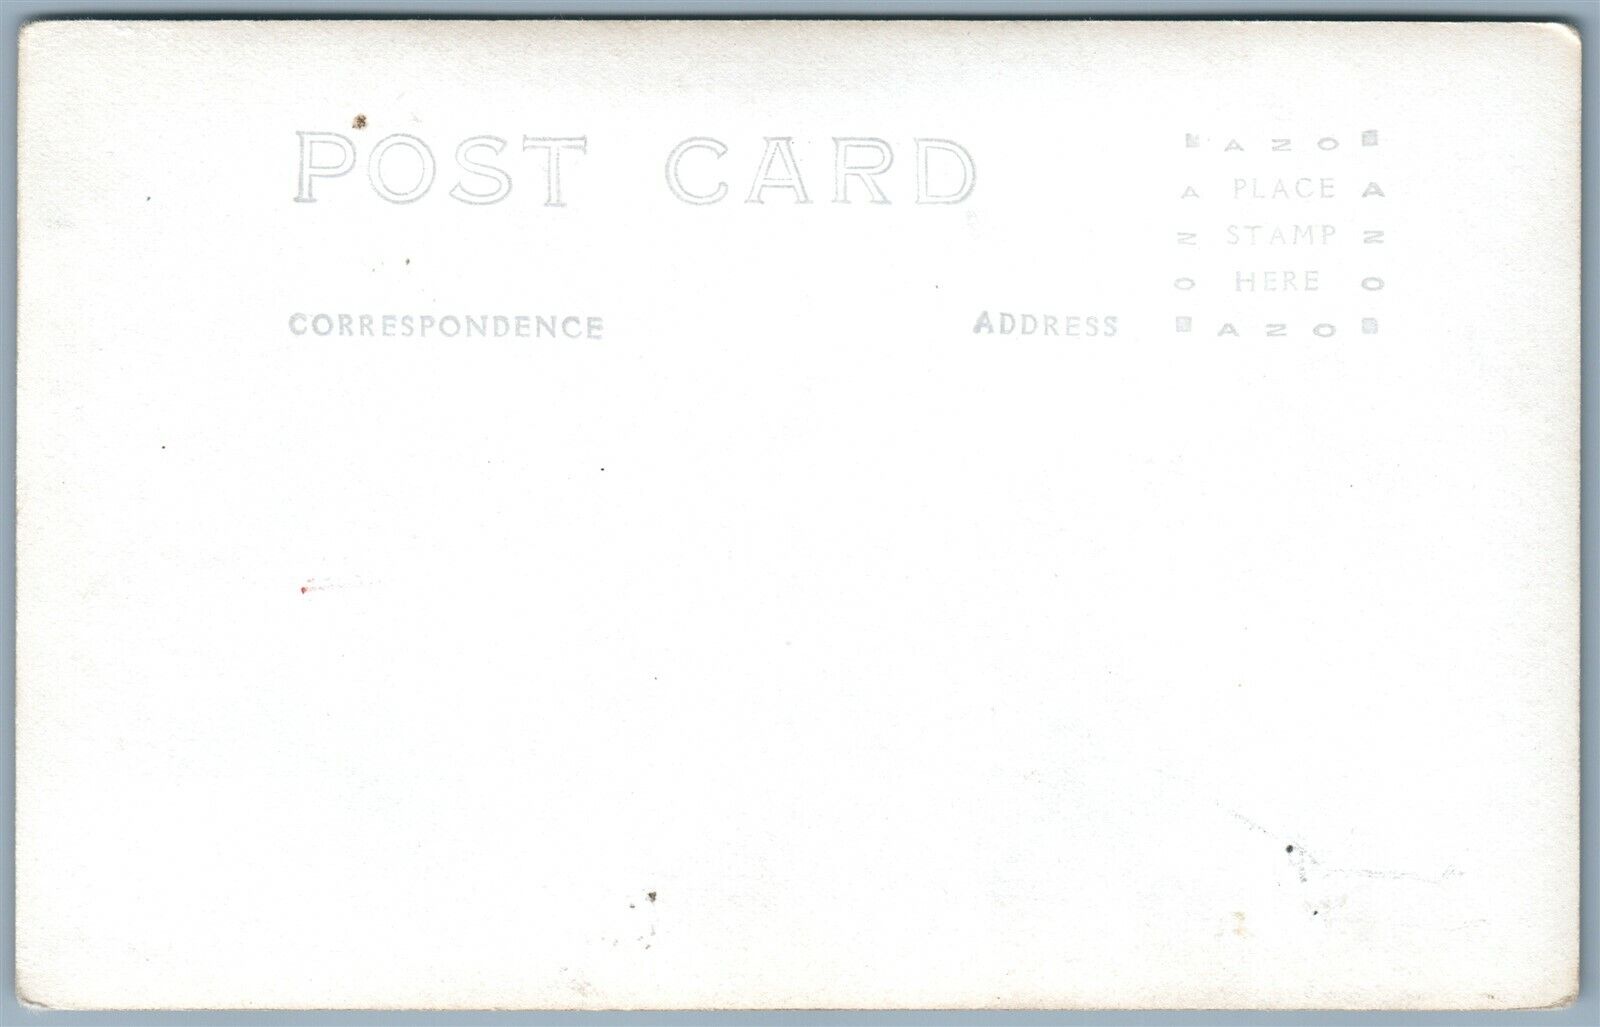 POST CARD
AZO
A PLACE A
N STAMP N
O HERE O
AZO
CORRESPONDENCE
ADDRESS